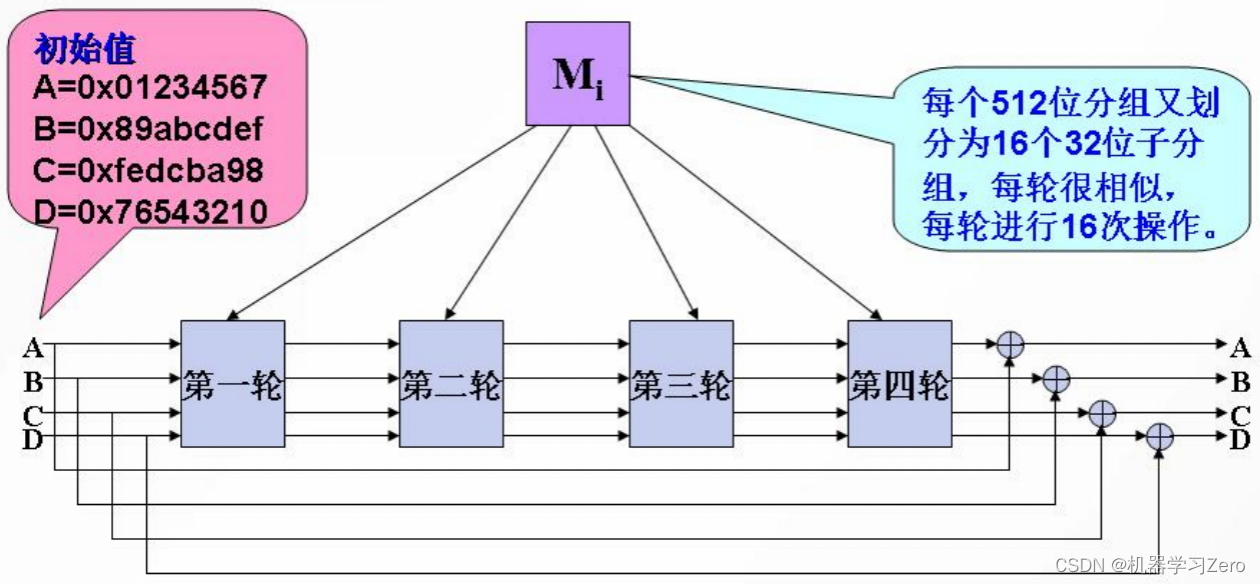 初始值
A=0x01234567
B=0x89abcdef
C=0xfedcba98
D=0x76543210
Mi
每个512位分组又划
分为16个32位子分
组，每轮很相似，
每轮进行16次操作。
A
B
C
D
第一轮
第二轮
第三轮
第四轮
A
B
C
D
CSDN @机器学习Zero